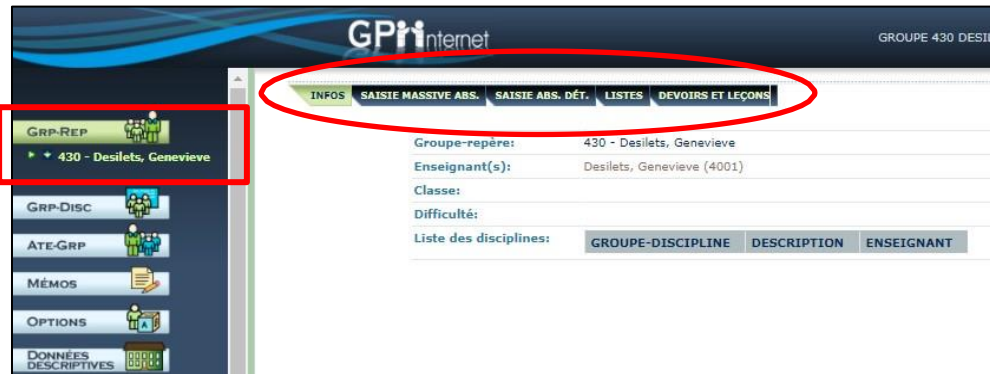 GPInternet
GROUPE 430 DESIL
INFOS SAISIE MASSIVE ABS. SAISIE ABS. DÉT. LISTES DEVOIRS ET LEÇONS
GRP-REP
430 - Desilets, Genevieve
GRP-DISC
ATE-GRP
MÉMOS
OPTIONS
DONNÉES
DESCRIPTIVES
Groupe-repère: 430 - Desilets, Genevieve
Enseignant(s): Desilets, Genevieve (4001)
Classe:
Difficulté:
Liste des disciplines: GROUPE-DISCIPLINE DESCRIPTION ENSEIGNANT